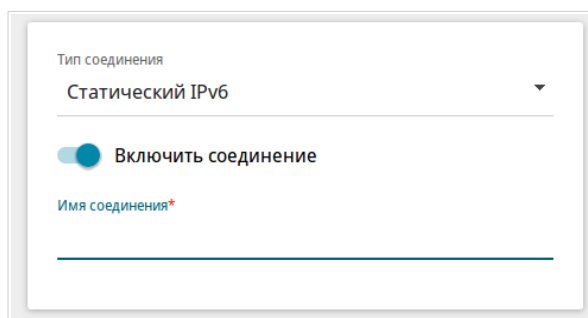 Тип соединения
Статический IPv6
Включить соединение
Имя соединения*